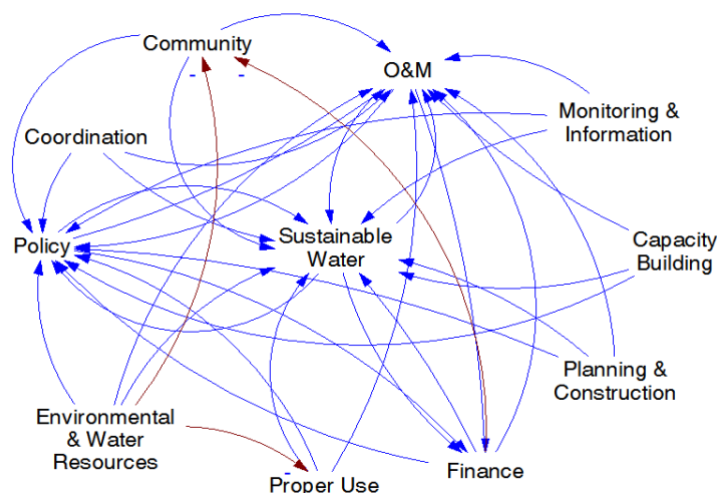 Community
- -
O&M
Monitoring &
Information
Coordination
Policy
Sustainable
Water
Capacity
Building
Planning &
Construction
Environmental
& Water
Resources
-
Proper Use
Finance